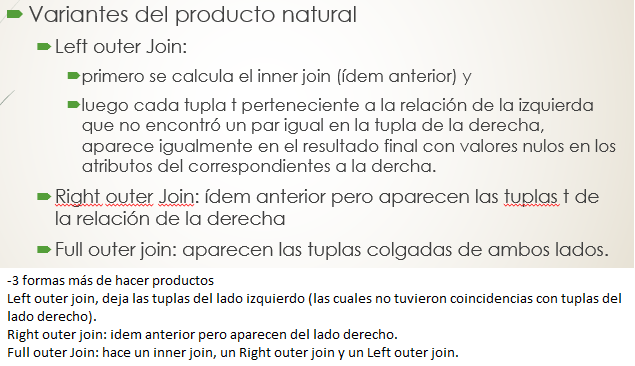 Variantes del producto natural
Left outer Join:
primero se calcula el inner join (ídem anterior) y
luego cada tupla t perteneciente a la relación de la izquierda
que no encontró un par igual en la tupla de la derecha,
aparece igualmente en el resultado final con valores nulos en los
atributos del correspondientes a la dercha.
Right outer Join: ídem anterior pero aparecen las tuplas t de
la relación de la derecha
Full outer join: aparecen las tuplas colgadas de ambos lados.
-3 formas más de hacer productos
Left outer join, deja las tuplas del lado izquierdo (las cuales no tuvieron coincidencias con tuplas del
lado derecho).
Right outer join: idem anterior pero aparecen del lado derecho.
Full outer Join: hace un inner join, un Right outer join y un Left outer join.